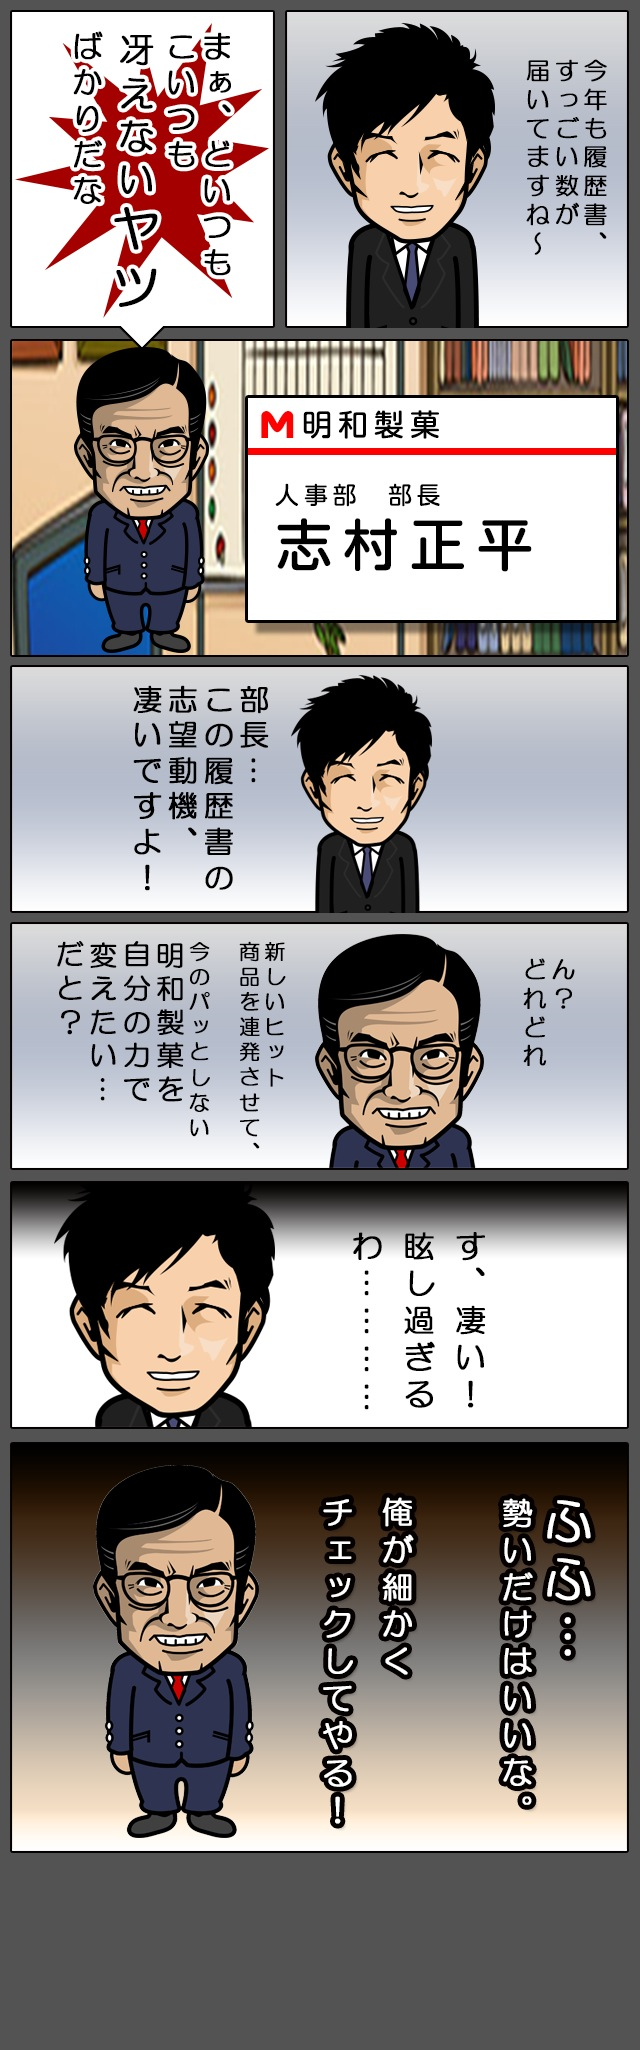 今年も履歴書、
すっごい数が
届いてますね～
まぁ、どいつも
こいつも
冴えないヤツ
ばかりだな
M明和製菓
人事部　部長
志村正平
部長…
この履歴書の
志望動機、
凄いですよ！
ん？
どれどれ
新しいヒット
商品を連発させて、
今のパッとしない
明和製菓を
自分の力で
変えたい…
だと？
す、凄い！
眩し過ぎる
わ…………
ふふ…
勢いだけはいいな。
俺が細かく
チェックしてやる！